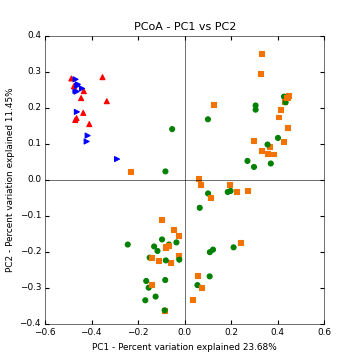 PCoA - PC1 vs PC2
PC2 - Percent variation explained 11.45%
0.4
0.3
0.2
0.1
0.0
−0.1
−0.2
−0.3
−0.4
−0.6 −0.4 −0.2 0.0 0.2 0.4 0.6
PC1 - Percent variation explained 23.68%